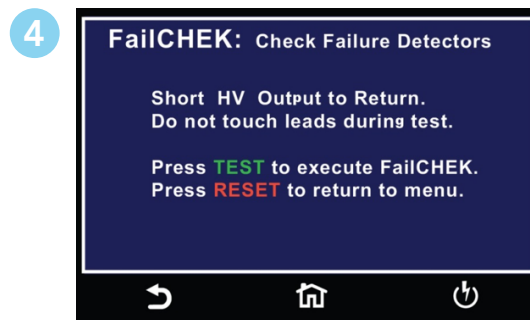 4
FailCHEK: Check Failure Detectors
Short HV Output to Return.
Do not touch leads during test.
Press TEST to execute FailCHEK.
Press RESET to return to menu.